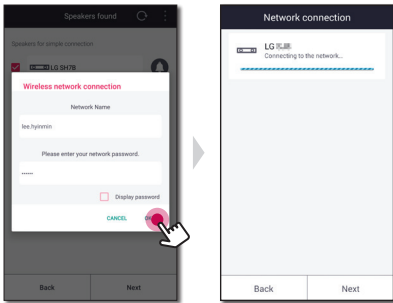 Speakers found
Speakers for simple connection
LG SH7B
Wireless network connection
Network Name
lee.hyinmin
Please enter your network password.
••••••
Display password
CANCEL
Back
Next
Network connection
LG
Connecting to the network...
Back
Next